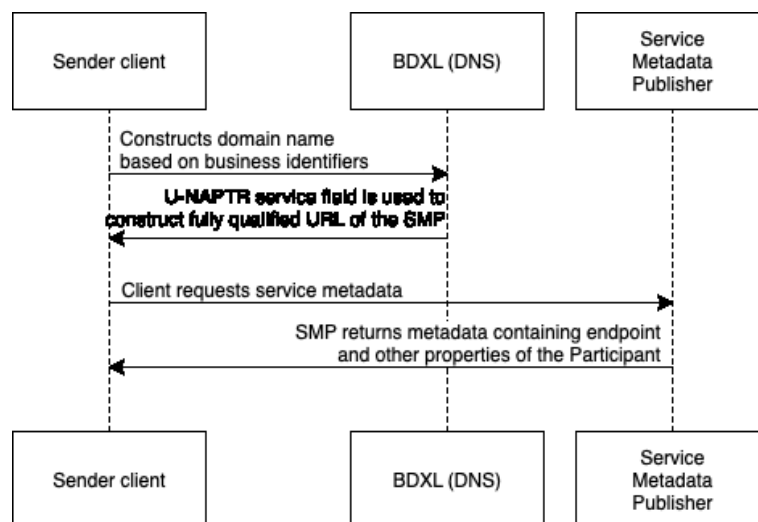 Sender client
BDXL (DNS)
Service
Metadata
Publisher
Constructs domain name
based on business identifiers
U-NAPTR service field is used to
construct fully qualified URL of the SMP
Client requests service metadata
SMP returns metadata containing endpoint
and other properties of the Participant
Sender client
BDXL (DNS)
Service
Metadata
Publisher